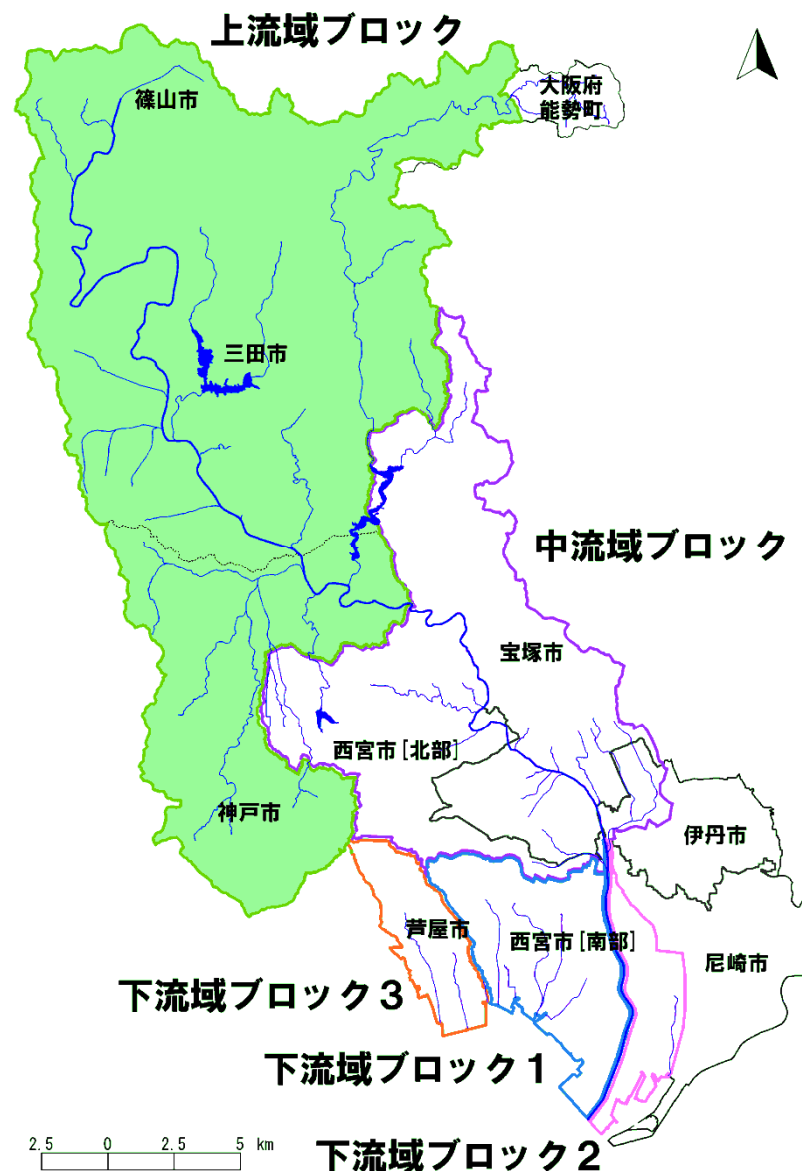 上流域ブロック
大阪府
能勢町
篠山市
三田市
中流域ブロック
宝塚市
西宮市[北部]
神戸市
伊丹市
芦屋市
西宮市[南部]
尼崎市
下流域ブロック3
下流域ブロック1
下流域ブロック2
2.5 0 2.5 5 km